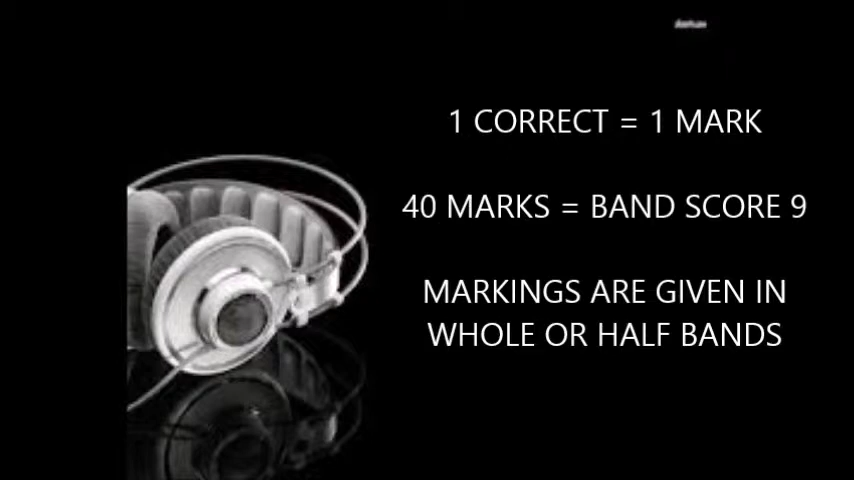 1 CORRECT = 1 MARK
40 MARKS = BAND SCORE 9
MARKINGS ARE GIVEN IN
WHOLE OR HALF BANDS